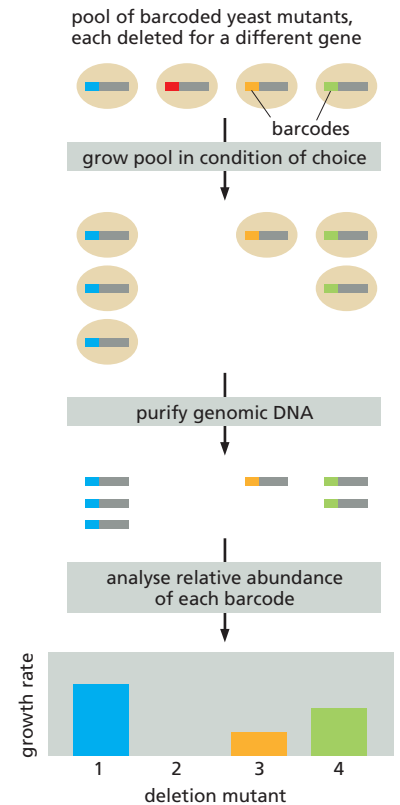 pool of barcoded yeast mutants,
each deleted for a different gene
barcodes
grow pool in condition of choice
purify genomic DNA
analyse relative abundance
of each barcode
growth rate
1 2 3 4
deletion mutant